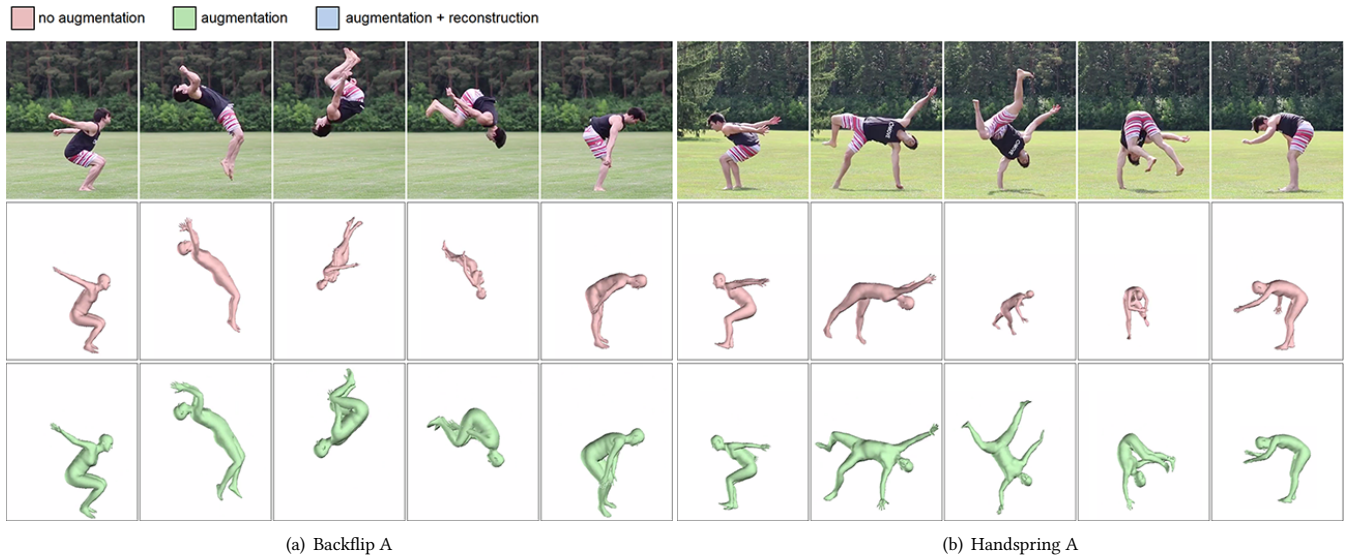 no augmentation
augmentation
augmentation + reconstruction
(a) Backflip A
(b) Handspring A